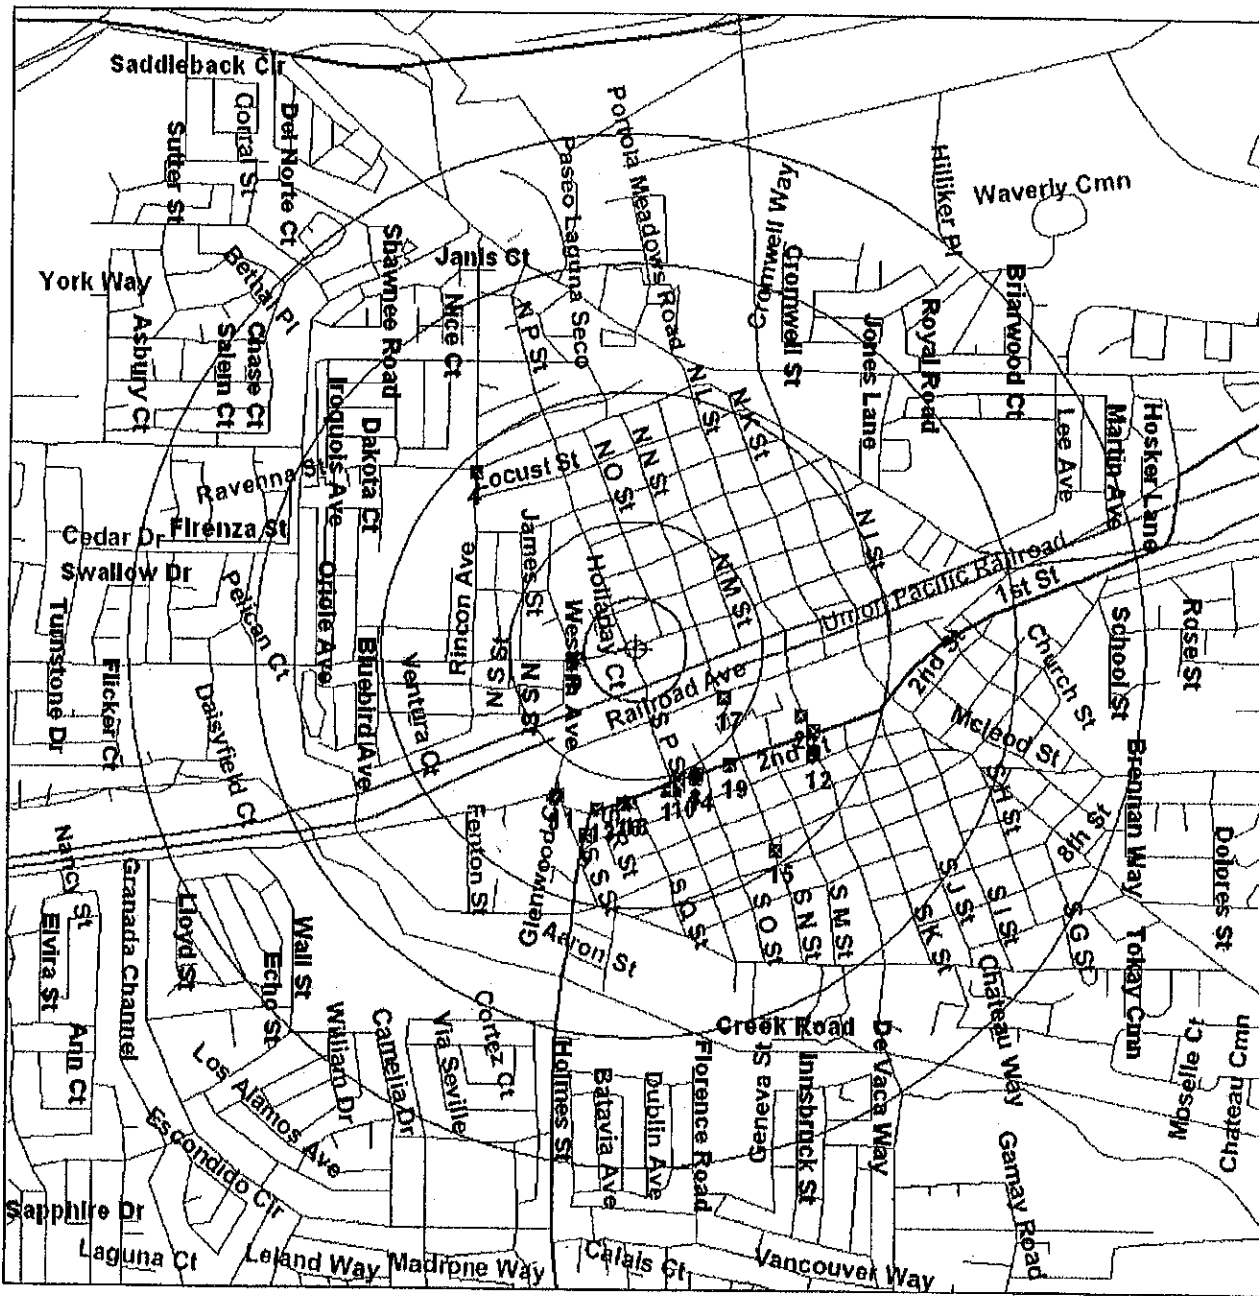 Saddleback Cir
Corral St
Del Norte Ct
Sutter St
Portola Meadows Road
Paseo Laguna Seco
Cromwell Way
Hilliker Pl
Waverly Cmn
Shawnee Road
Janis Ct
Cromwell St
Bethal Pl
York Way
Nice Ct
Briarwood Ct
Royal Road
Jones Lane
Asbury Ct
Salem Ct
Chase Ct
N P St
N L St
N K St
Iroquois Ave
Dakota Ct
Lee Ave
Martin Ave
Hosker Lane
Ravenna St
Locust St
N O St
N N St
N I St
Cedar Dr
Firenza St
Swallow Dr
James St
Rincon Ave
Holladay Ct
N M St
Union Pacific Railroad
1st St
Pelican Ct
Oriole Ave
Turnstone Dr
Flicker Ct
Bluebird Ave
Ventura Ct
N S St
N S St
Railroad Ave
2nd St
Church St
School St
Rose St
Daisyfield Ct
S P St
17
2nd St
Mcleod St
12
19
Brennan Way
S H St
8th St
Dolores St
Nancy St
Fenton St
S S St
15
Granada Channel
Lloyd St
Elvira St
Wall St
Echo St
Aaron St
S Q St
S O St
S N St
S M St
S K St
S J St
S I St
S G St
Tokay Cmn
Chateau Way
Ann Ct
Los Alamos Ave
William Dr
Camelia Dr
Via Seville
Cortez Ct
Holmes St
Batavia Ave
Dublin Ave
Florence Road
Creek Road
Geneva St
Innsbruck St
De Vaca Way
Moselle Ct
Chateau Cmn
Escondido Cir
Gamay Road
Sapphire Dr
Laguna Ct
Leland Way
Madrone Way
Calais Ct
Vancouver Way